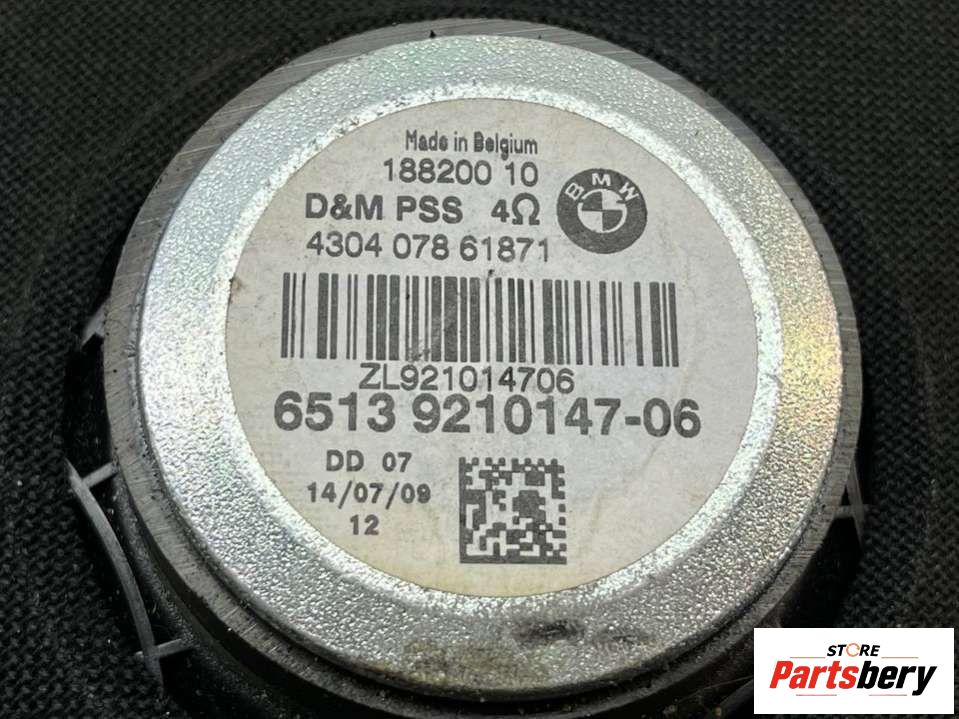 Made in Belgium
188200 10
D&M PSS 4Ω
BMW
4304 078 61871
ZL921014706
6513 9210147-06
DD 07
14/07/09
12
STORE
Partsbery